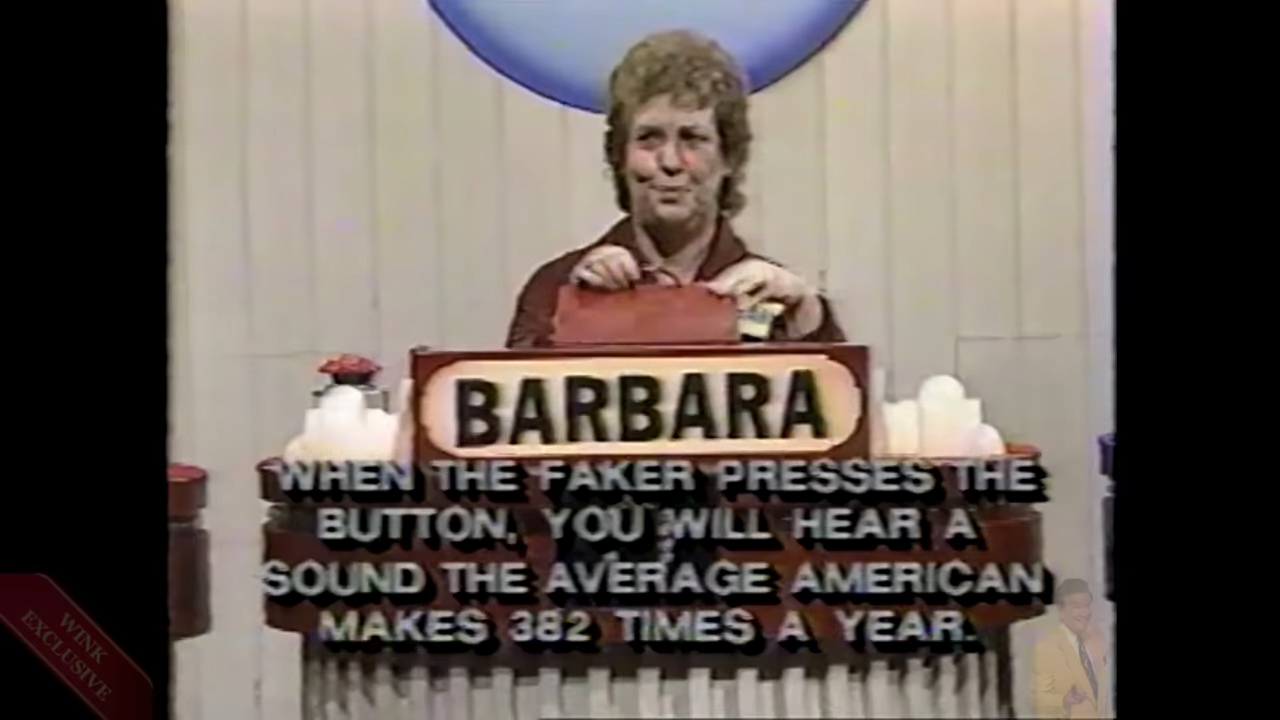 BARBARA
WHEN THE FAKER PRESSES THE
BUTTON, YOU WILL HEAR A
SOUND THE AVERAGE AMERICAN
MAKES 382 TIMES A YEAR.
WINK
EXCLUSIVE